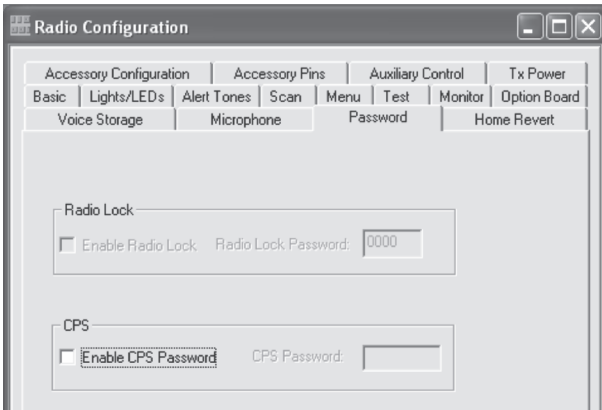 Radio Configuration
Accessory Configuration Accessory Pins Auxiliary Control Tx Power
Basic Lights/LEDs Alert Tones Scan Menu Test Monitor Option Board
Voice Storage Microphone Password Home Revert
Radio Lock
Enable Radio Lock Radio Lock Password: 0000
CPS
Enable CPS Password CPS Password: